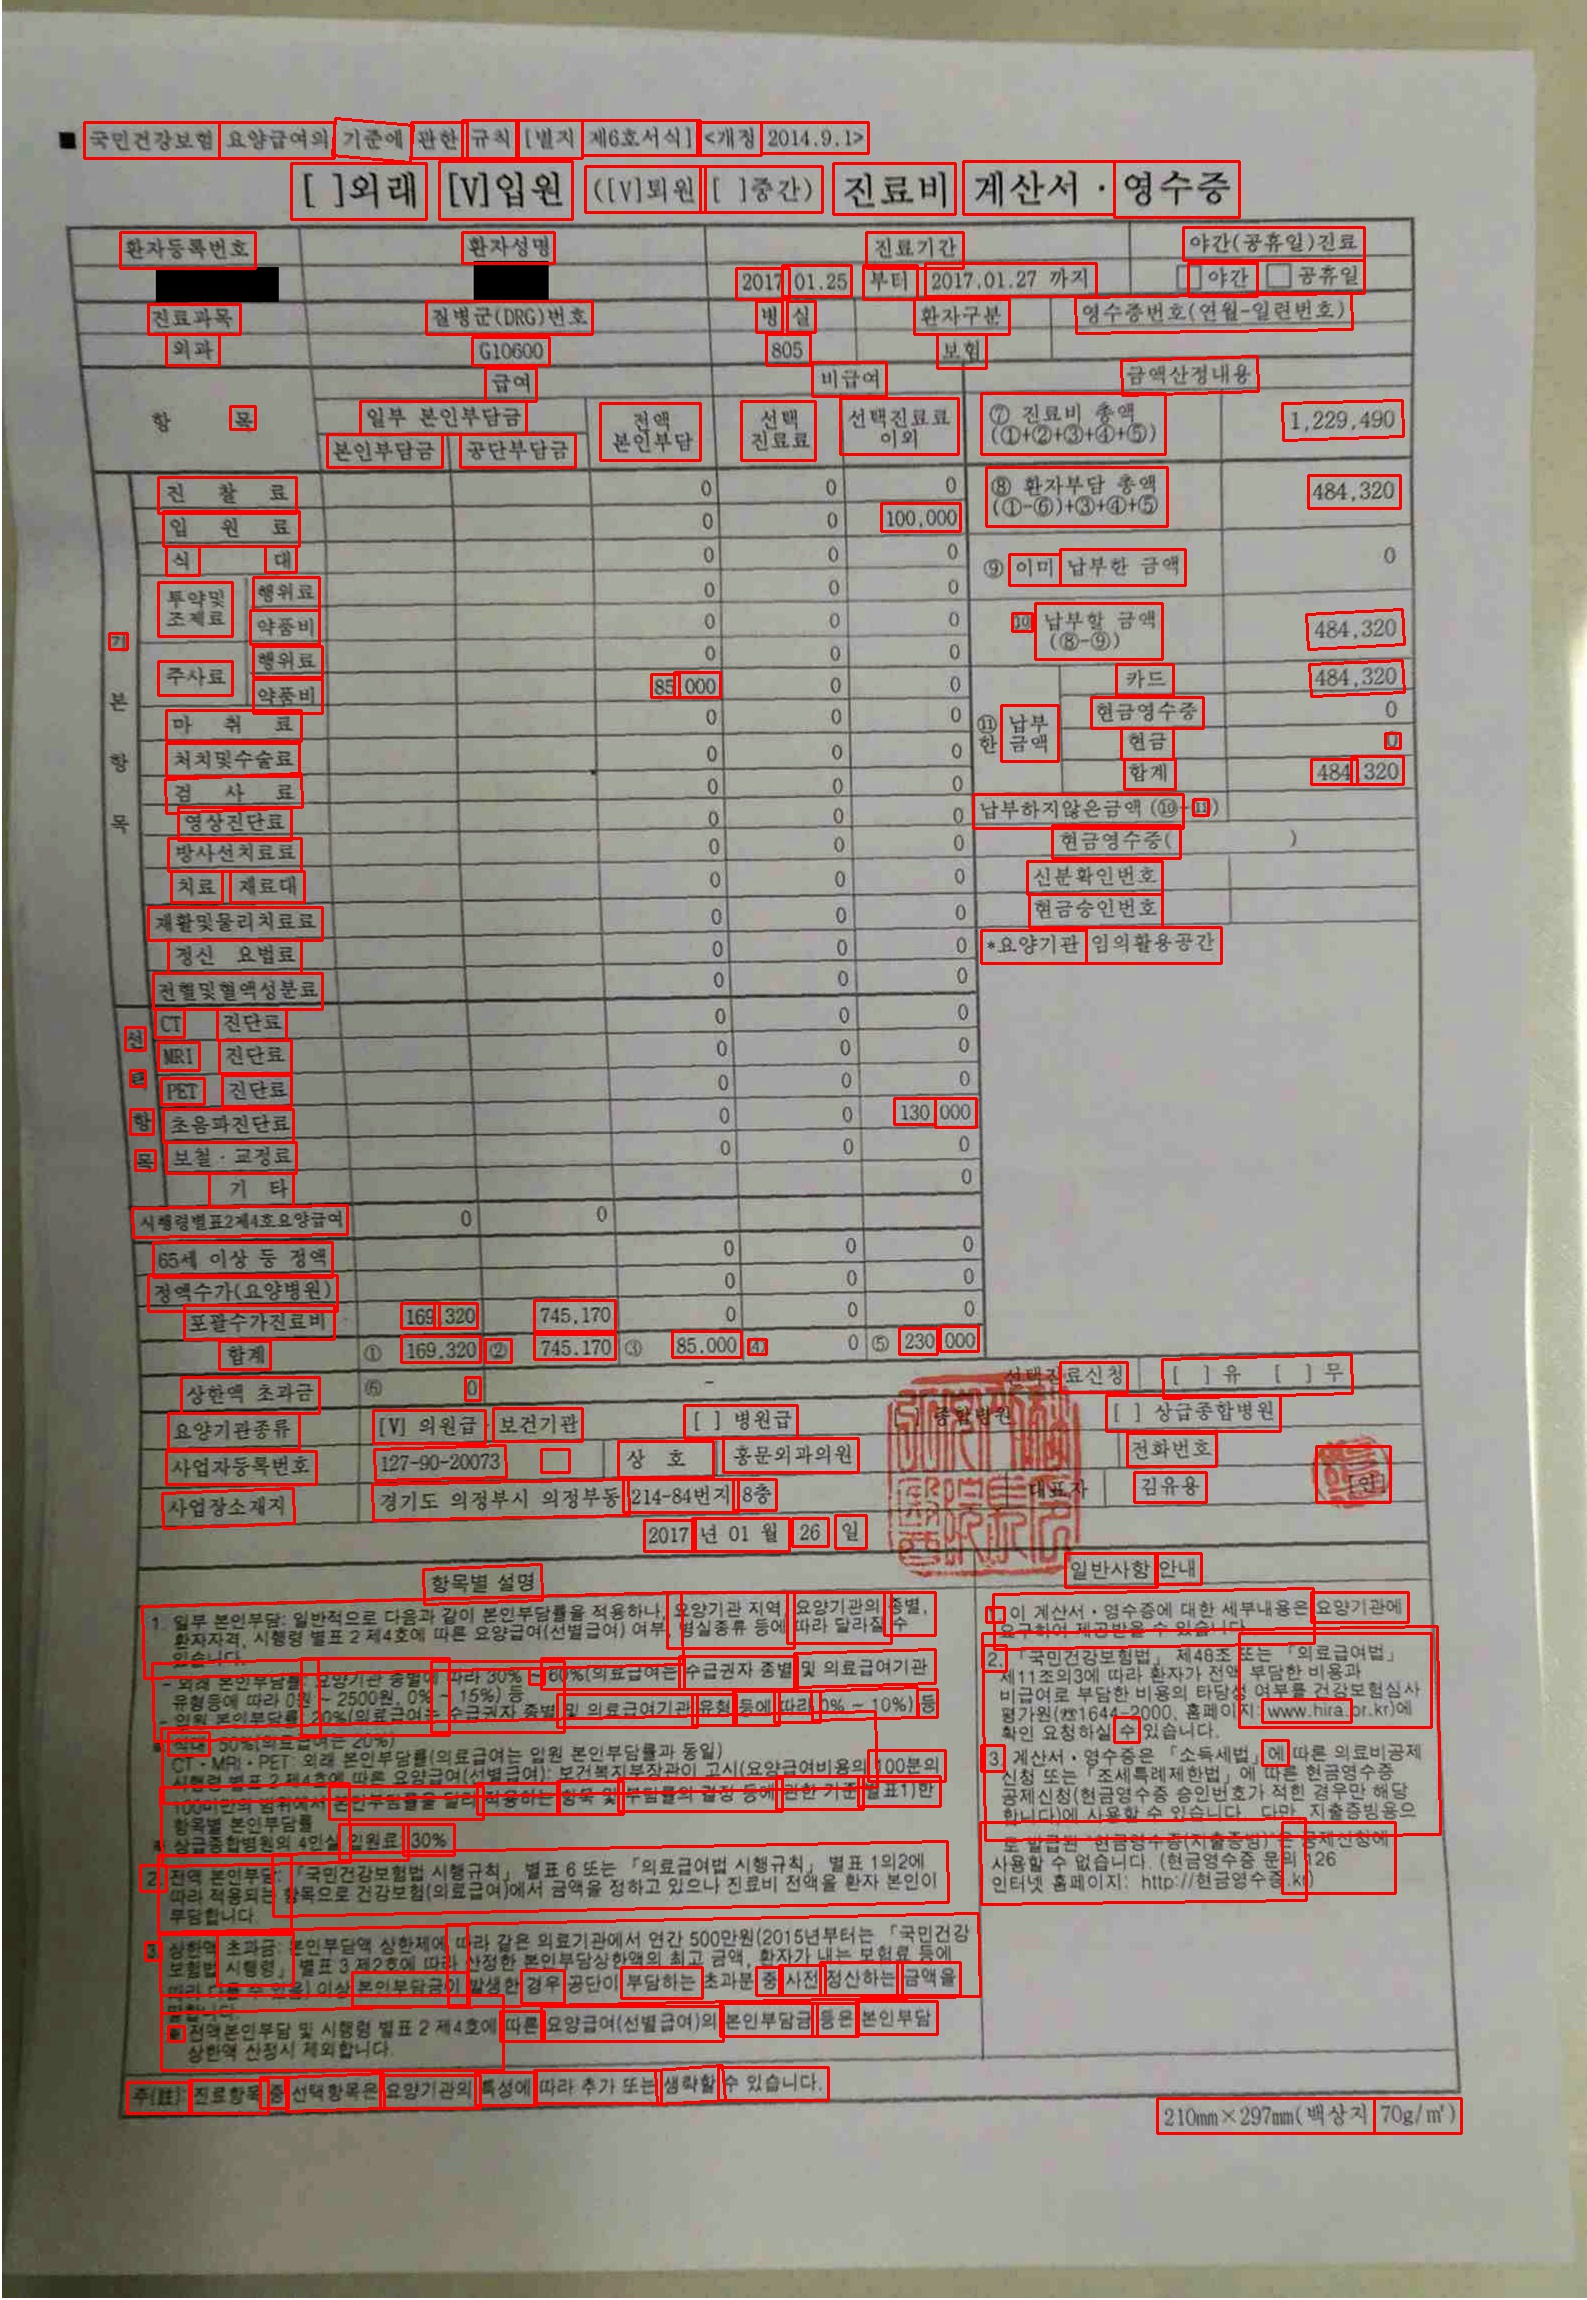 ■ 국민건강보험 요양급여의 기준에 관한 규칙 [별지 제6호서식] <개정 2014.9.1>
[ ]외래 [V]입원 ([V]퇴원 [ ]중간) 진료비 계산서 · 영수증
환자등록번호 환자성명 진료기간 야간(공휴일)진료
2017.01.25 부터 2017.01.27 까지 □야간 □공휴일
진료과목 질병군(DRG)번호 병실 환자구분 영수증번호(연월-일련번호)
외과 G10600 805 보험
항 목 급여 비급여 금액산정내용
일부 본인부담금 전액 본인부담 선택 진료료 선택진료료 이외 ⑦ 진료비 총액 (①+②+③+④+⑤) 1,229,490
본인부담금 공단부담금
기본항목
진 찰 료 0 0 0 ⑧ 환자부담 총액 (①-⑥)+③+④+⑤ 484,320
입 원 료 0 0 100,000
식 대 0 0 0 ⑨ 이미 납부한 금액 0
투약및 조제료 행위료 0 0 0
약품비 0 0 0 ⑩ 납부할 금액 (⑧-⑨) 484,320
주사료 행위료 0 0 0
약품비 85,000 0 0 ⑪ 납부한 금액 카드 484,320
마 취 료 0 0 0 현금영수증 0
처치및수술료 0 0 0 현금 0
검 사 료 0 0 0 합계 484,320
영상진단료 0 0 0 납부하지않은금액 (⑩-⑪)
방사선치료료 0 0 0 현금영수증( )
치료 재료대 0 0 0 신분확인번호
재활및물리치료료 0 0 0 현금승인번호
정신 요법료 0 0 0 *요양기관 임의활용공간
전혈및혈액성분료 0 0 0
선택항목
CT 진단료 0 0 0
MRI 진단료 0 0 0
PET 진단료 0 0 0
초음파진단료 0 0 130,000
보철·교정료 0 0 0
기 타 0
시행령별표2제4호요양급여 0 0
65세 이상 등 정액 0 0 0
정액수가(요양병원) 0 0 0
포괄수가진료비 169,320 745,170 0 0 0
합계 ① 169,320 ② 745,170 ③ 85,000 ④ 0 ⑤ 230,000
상한액 초과금 ⑥ 0 - 선택진료신청 [ ] 유 [ ] 무
요양기관종류 [V] 의원급·보건기관 [ ] 병원급 [ ] 종합병원 [ ] 상급종합병원
사업자등록번호 127-90-20073 상 호 홍문외과의원 전화번호
사업장소재지 경기도 의정부시 의정부동 214-84번지 8층 대표자 김유용 [인]
2017 년 01 월 26 일
항목별 설명
1. 일부 본인부담: 일반적으로 다음과 같이 본인부담률을 적용하나, 요양기관 지역, 요양기관의 종별,
환자자격, 시행령 별표 2 제4호에 따른 요양급여(선별급여) 여부, 병실종류 등에 따라 달라질 수
있습니다.
- 외래 본인부담률: 요양기관 종별에 따라 30% ~ 60%(의료급여는 수급권자 종별 및 의료급여기관
유형등에 따라 0원 ~ 2500원, 0% ~ 15%) 등
- 입원 본인부담률: 20%(의료급여는 수급권자 종별 및 의료급여기관 유형 등에 따라 0% ~ 10%) 등
* 식대: 50%(의료급여는 20%)
CT·MRI·PET: 외래 본인부담률(의료급여는 입원 본인부담률과 동일)
시행령 별표 2 제4호에 따른 요양급여(선별급여): 보건복지부장관이 고시(요양급여비용의 100분의
100미만의 범위에서 본인부담률을 달리 적용하는 항목 및 부담률의 결정 등에 관한 기준 별표1)한
항목별 본인부담률
* 상급종합병원의 4인실 입원료: 30%
2. 전액 본인부담: 「국민건강보험법 시행규칙」 별표 6 또는 「의료급여법 시행규칙」 별표 1의2에
따라 적용되는 항목으로 건강보험(의료급여)에서 금액을 정하고 있으나 진료비 전액을 환자 본인이
부담합니다.
3. 상한액 초과금: 본인부담액 상한제에 따라 같은 의료기관에서 연간 500만원(2015년부터는 「국민건강
보험법 시행령」 별표 3 제2호에 따라 산정한 본인부담상한액의 최고 금액, 환자가 내는 보험료 등에
따라 다를 수 있음) 이상 본인부담금이 발생한 경우 공단이 부담하는 초과분 중 사전 정산하는 금액을
말합니다.
* 전액본인부담 및 시행령 별표 2 제4호에 따른 요양급여(선별급여)의 본인부담금 등은 본인부담
상한액 산정시 제외합니다.
일반사항 안내
1. 이 계산서·영수증에 대한 세부내용은 요양기관에
요구하여 제공받을 수 있습니다.
2. 「국민건강보험법」 제48조 또는 「의료급여법」
제11조의3에 따라 환자가 전액 부담한 비용과
비급여로 부담한 비용의 타당성 여부를 건강보험심사
평가원(☎1644-2000, 홈페이지: www.hira.or.kr)에
확인 요청하실 수 있습니다.
3. 계산서·영수증은 「소득세법」에 따른 의료비공제
신청 또는 「조세특례제한법」에 따른 현금영수증
공제신청(현금영수증 승인번호가 적힌 경우만 해당
합니다)에 사용할 수 있습니다. 다만, 지출증빙용으
로 발급된 '현금영수증(지출증빙)'은 공제신청에
사용할 수 없습니다. (현금영수증 문의 126
인터넷 홈페이지: http://현금영수증.kr)
주(註): 진료항목 중 선택항목은 요양기관의 특성에 따라 추가 또는 생략할 수 있습니다.
210mm×297mm(백상지 70g/㎡)